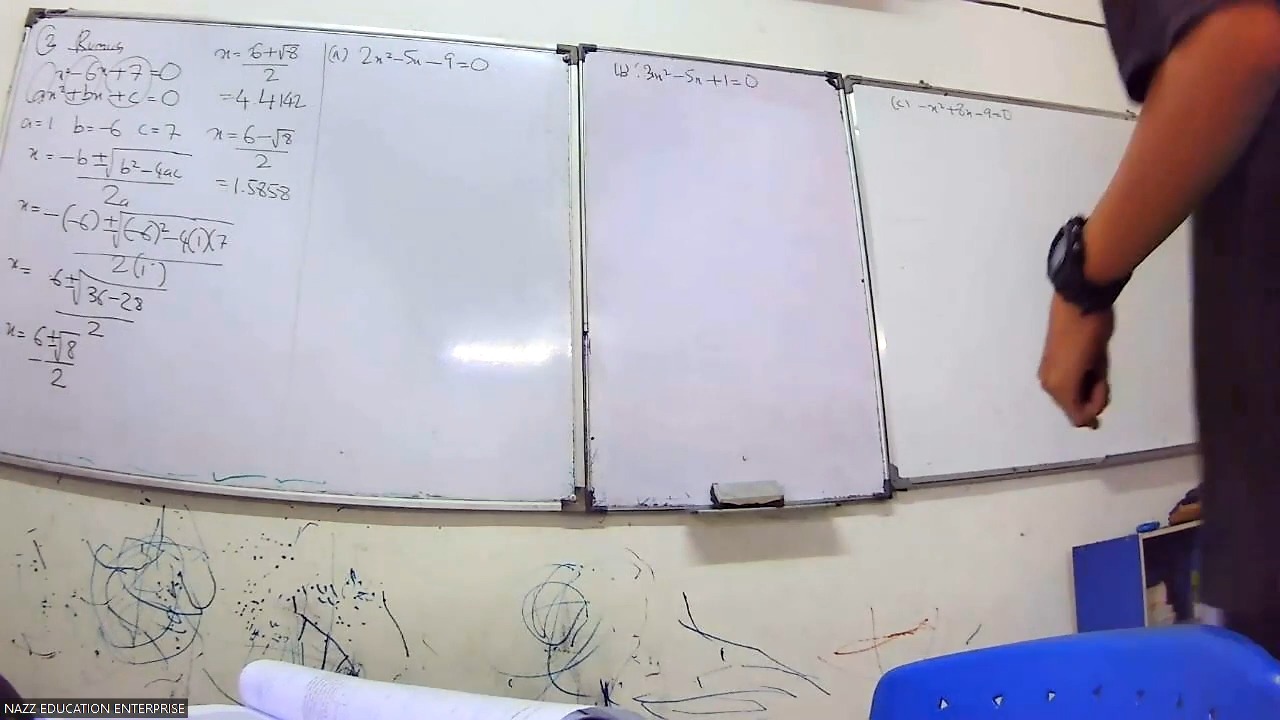 ③ Rumus
x²-6x+7=0
ax²+bx+c=0
a=1 b=-6 c=7
x = -b ± √b²-4ac
2a
x = -(-6) ± √(-6)²-4(1)(7
2(1)
x = 6±√36-28
2
x = 6±√8
2
x = 6+√8
2
= 4.4142
x = 6-√8
2
= 1.5858
(a) 2x²-5x-9=0
(b) 3x²-5x+1=0
(c) -x²+8x-9=0
NAZZ EDUCATION ENTERPRISE